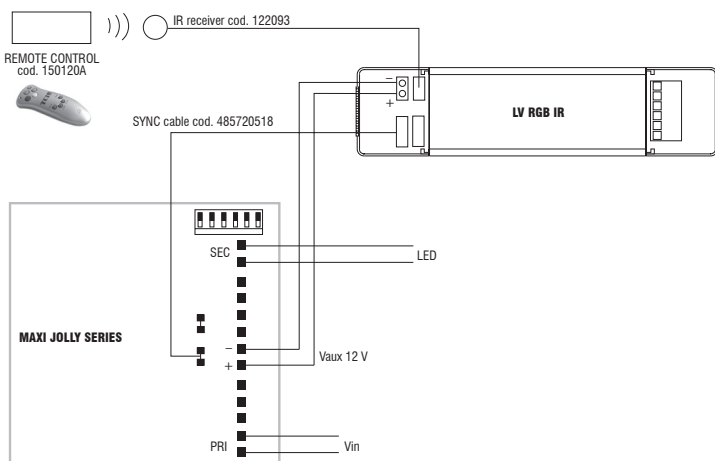 IR receiver cod. 122093
REMOTE CONTROL
cod. 150120A
–
+
LV RGB IR
SYNC cable cod. 485720518
SEC
LED
MAXI JOLLY SERIES
–
+
Vaux 12 V
PRI
Vin